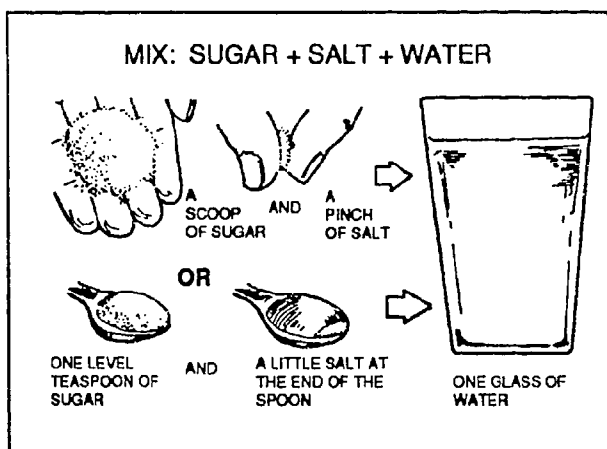 MIX: SUGAR + SALT + WATER
A
SCOOP
OF SUGAR
AND
A
PINCH
OF SALT
OR
ONE LEVEL
TEASPOON OF
SUGAR
AND
A LITTLE SALT AT
THE END OF THE
SPOON
ONE GLASS OF
WATER